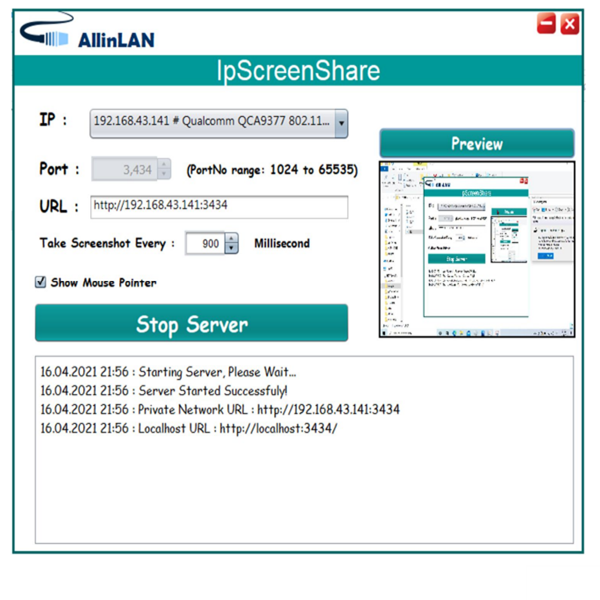 AllinLAN
IpScreenShare
IP : 192.168.43.141 # Qualcomm QCA9377 802.11...
Preview
Port : 3,434 (PortNo range: 1024 to 65535)
URL : http://192.168.43.141:3434
Take Screenshot Every : 900 Millisecond
Show Mouse Pointer
Stop Server
16.04.2021 21:56 : Starting Server, Please Wait...
16.04.2021 21:56 : Server Started Successfuly!
16.04.2021 21:56 : Private Network URL : http://192.168.43.141:3434
16.04.2021 21:56 : Localhost URL : http://localhost:3434/